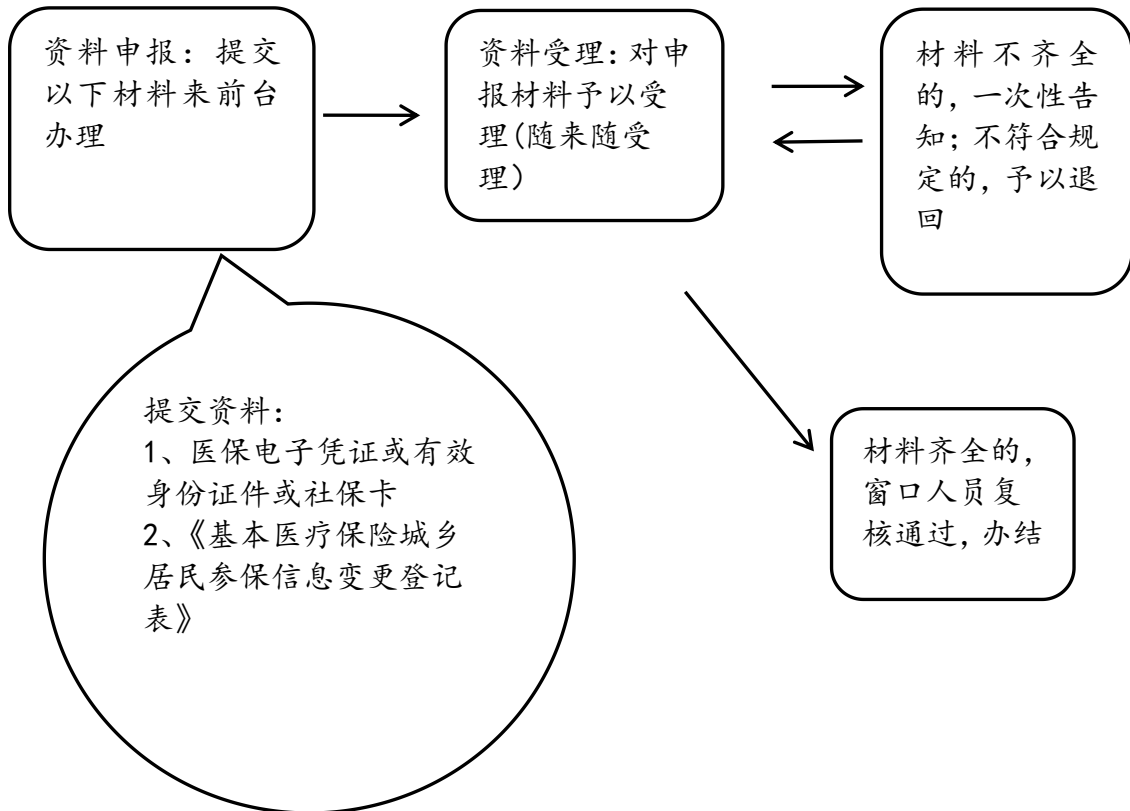 资料申报：提交
以下材料来前台
办理
资料受理：对申
报材料予以受
理(随来随受
理）
材料不齐全
的，一次性告
知；不符合规
定的，予以退
回
提交资料：
1、医保电子凭证或有效
身份证件或社保卡
2、《基本医疗保险城乡
居民参保信息变更登记
表》
材料齐全的，
窗口人员复
核通过，办结